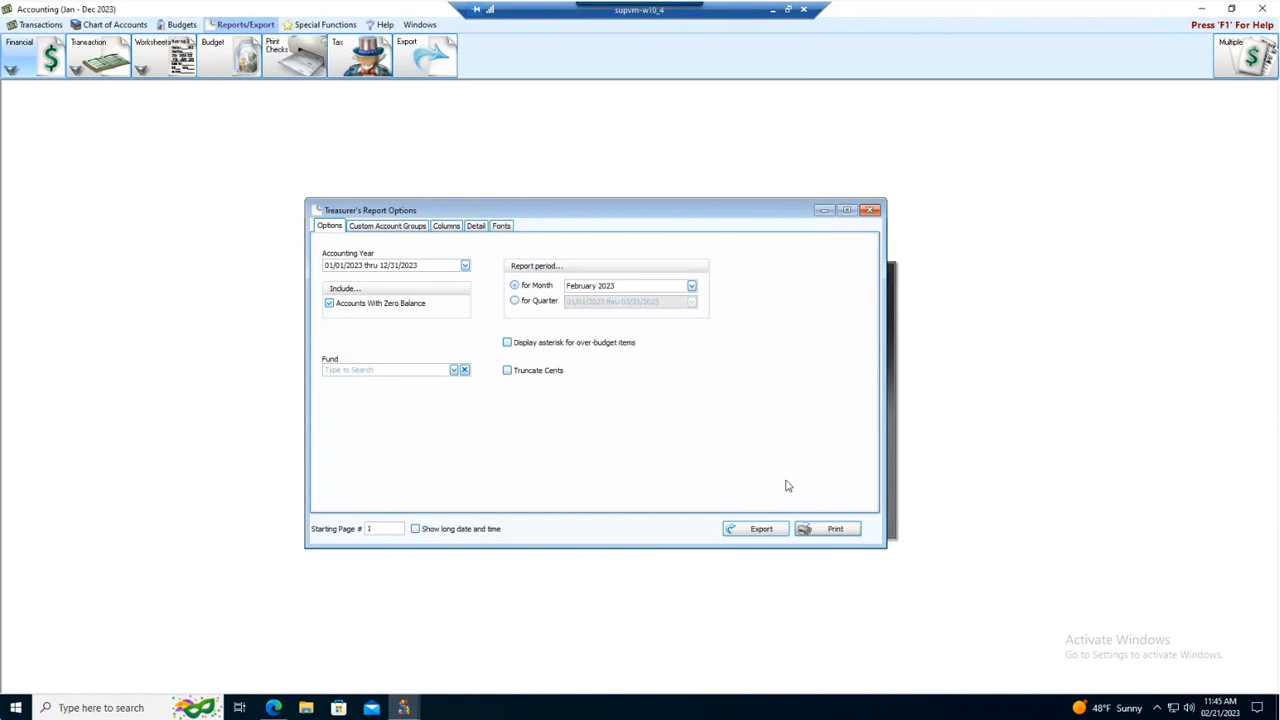 Accounting (Jan - Dec 2023)
supvm-w10_4
Transactions Chart of Accounts Budgets Reports/Export Special Functions Help Windows
Press 'F1' For Help
Financial Transaction Worksheets Budget Print Checks Tax Export Multiple
Treasurer's Report Options
Options Custom Account Groups Columns Detail Fonts
Accounting Year
01/01/2023 thru 12/31/2023
Include...
Accounts With Zero Balance
Fund
Type to Search
Report period...
for Month February 2023
for Quarter 01/01/2023 thru 03/31/2023
Display asterisk for over-budget items
Truncate Cents
Starting Page # 1 Show long date and time
Export Print
Activate Windows
Go to Settings to activate Windows.
Type here to search
48°F Sunny
11:45 AM
02/21/2023